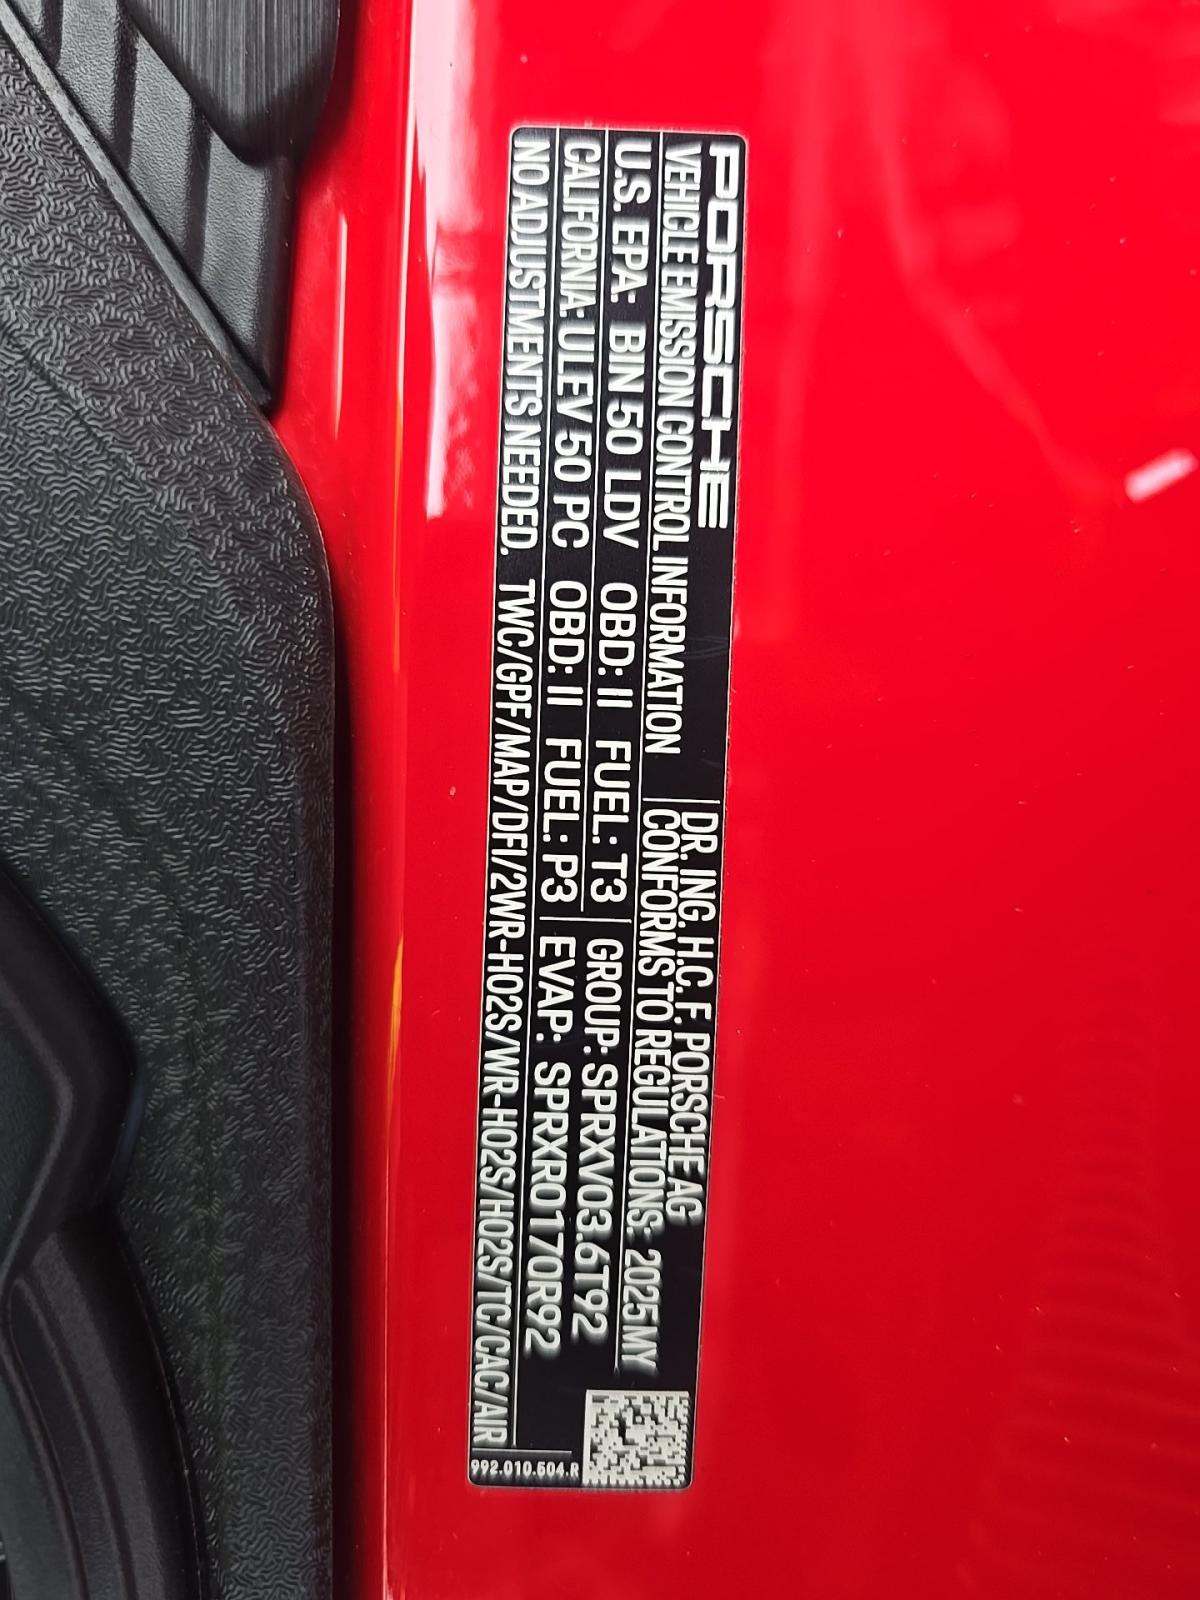 PORSCHE
VEHICLE EMISSION CONTROL INFORMATION
DR. ING. H.C. F. PORSCHE AG
CONFORMS TO REGULATIONS: 2025 MY
U.S. EPA: BIN 50 LDV OBD: II FUEL: T3 GROUP: SPRXV03.6T92
CALIFORNIA: ULEV 50 PC OBD: II FUEL: P3 EVAP: SPRXR0170R92
NO ADJUSTMENTS NEEDED. TWC/GPF/MAP/DFI/2WR-HO2S/WR-HO2S/HO2S/TC/CAC/AIR
992.010.504.R